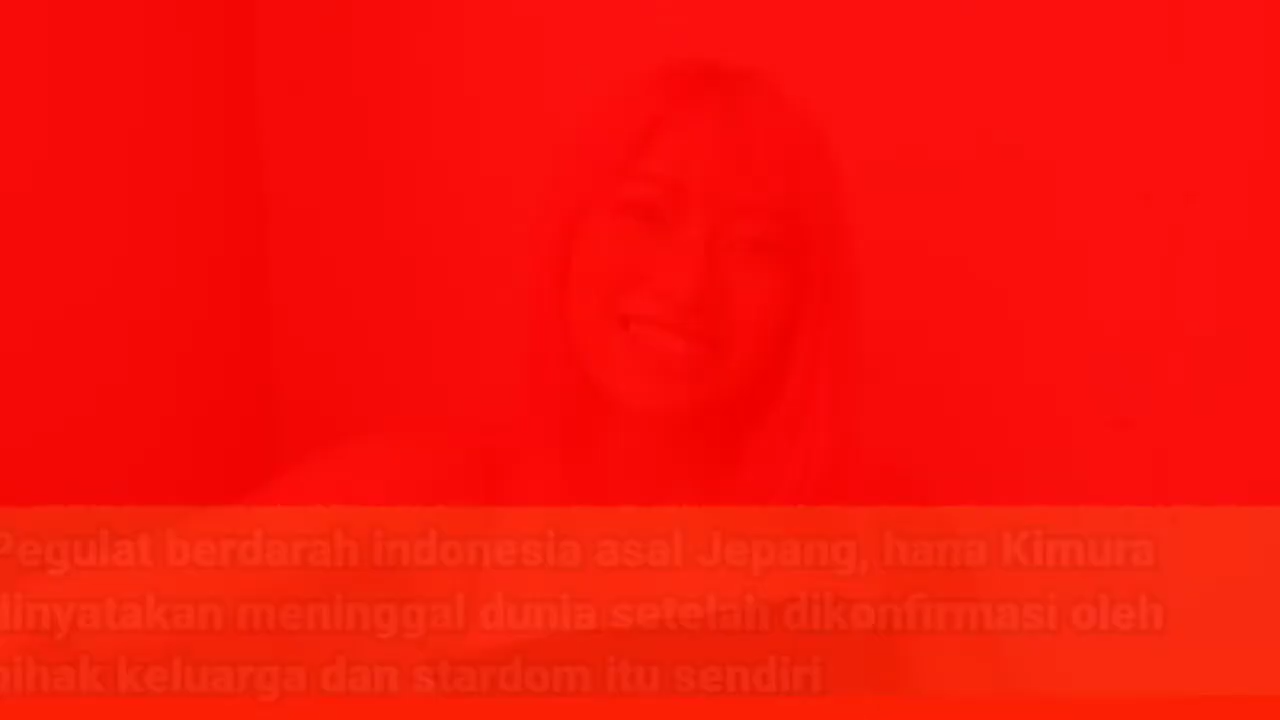 Pegulat berdarah indonesia asal Jepang, hana Kimura
dinyatakan meninggal dunia setelah dikonfirmasi oleh
pihak keluarga dan stardom itu sendiri